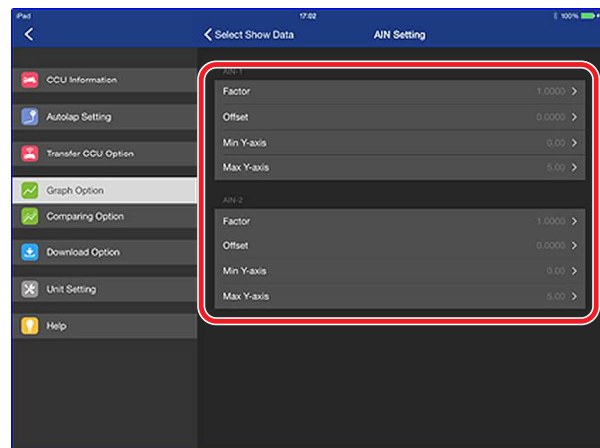 iPad 17:02 100%
Select Show Data AIN Setting
CCU Information
Autolap Setting
Transfer CCU Option
Graph Option
Comparing Option
Download Option
Unit Setting
Help
AIN-1
Factor 1.0000
Offset 0.0000
Min Y-axis 0.00
Max Y-axis 5.00
AIN-2
Factor 1.0000
Offset 0.0000
Min Y-axis 0.00
Max Y-axis 5.00